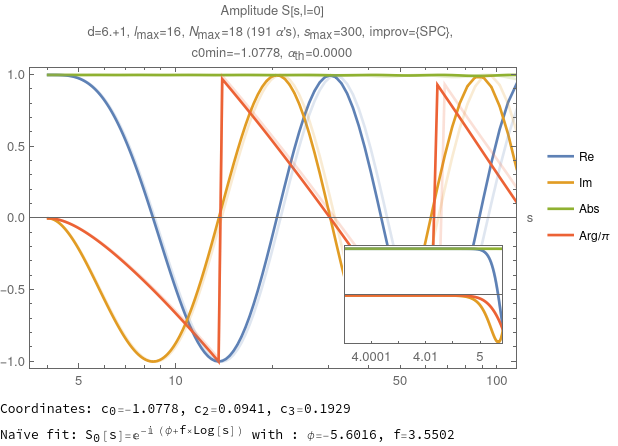 Amplitude S[s,l=0]
d=6.+1, lmax=16, Nmax=18 (191 α's), smax=300, improv={SPC},
c0min=-1.0778, αth=0.0000
1.0
0.5
0.0
-0.5
-1.0
5
10
50
100
s
4.0001
4.01
5
Re
Im
Abs
Arg/π
Coordinates: c0=-1.0778, c2=0.0941, c3=0.1929
Naïve fit: S0[s]=e^-i (ϕ+f×Log[s]) with : ϕ=-5.6016, f=3.5502